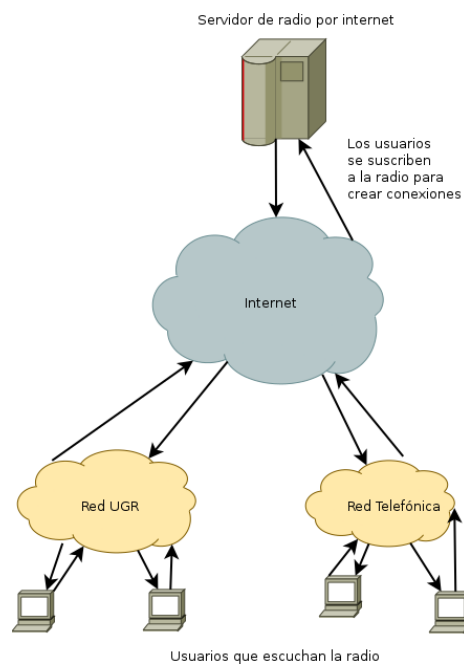 Servidor de radio por internet
Los usuarios
se suscriben
a la radio para
crear conexiones
Internet
Red UGR
Red Telefónica
Usuarios que escuchan la radio